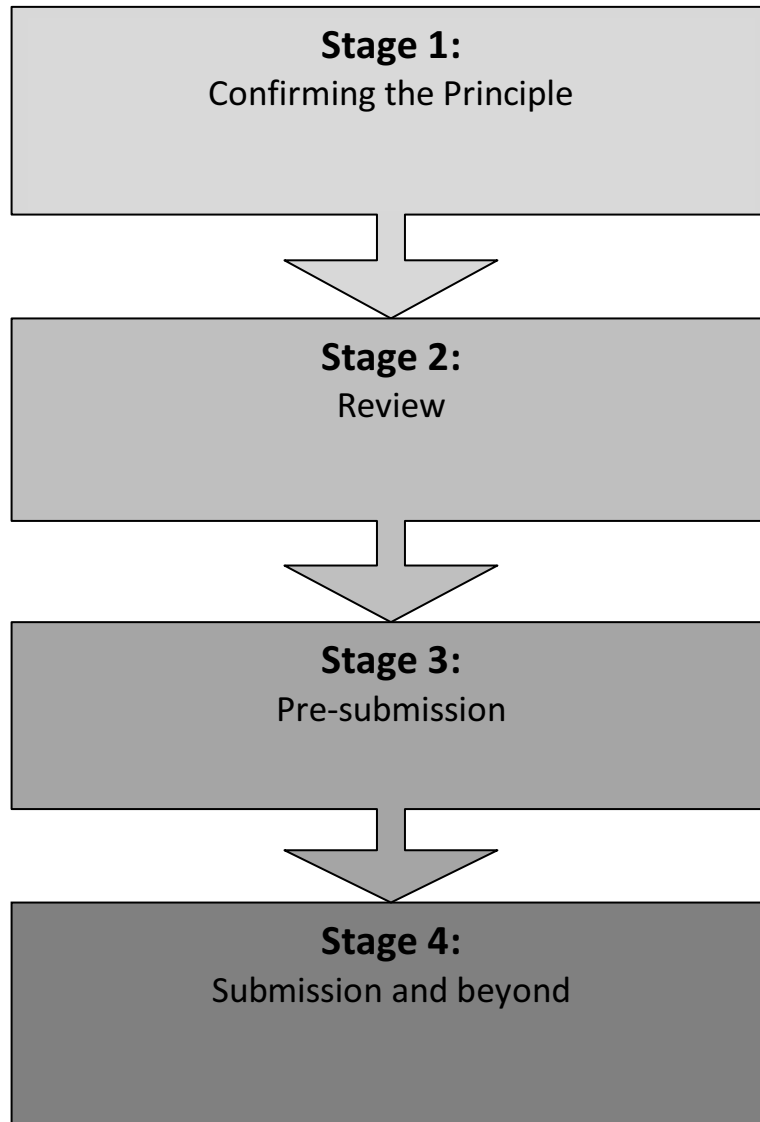 Stage 1:
Confirming the Principle
Stage 2:
Review
Stage 3:
Pre-submission
Stage 4:
Submission and beyond